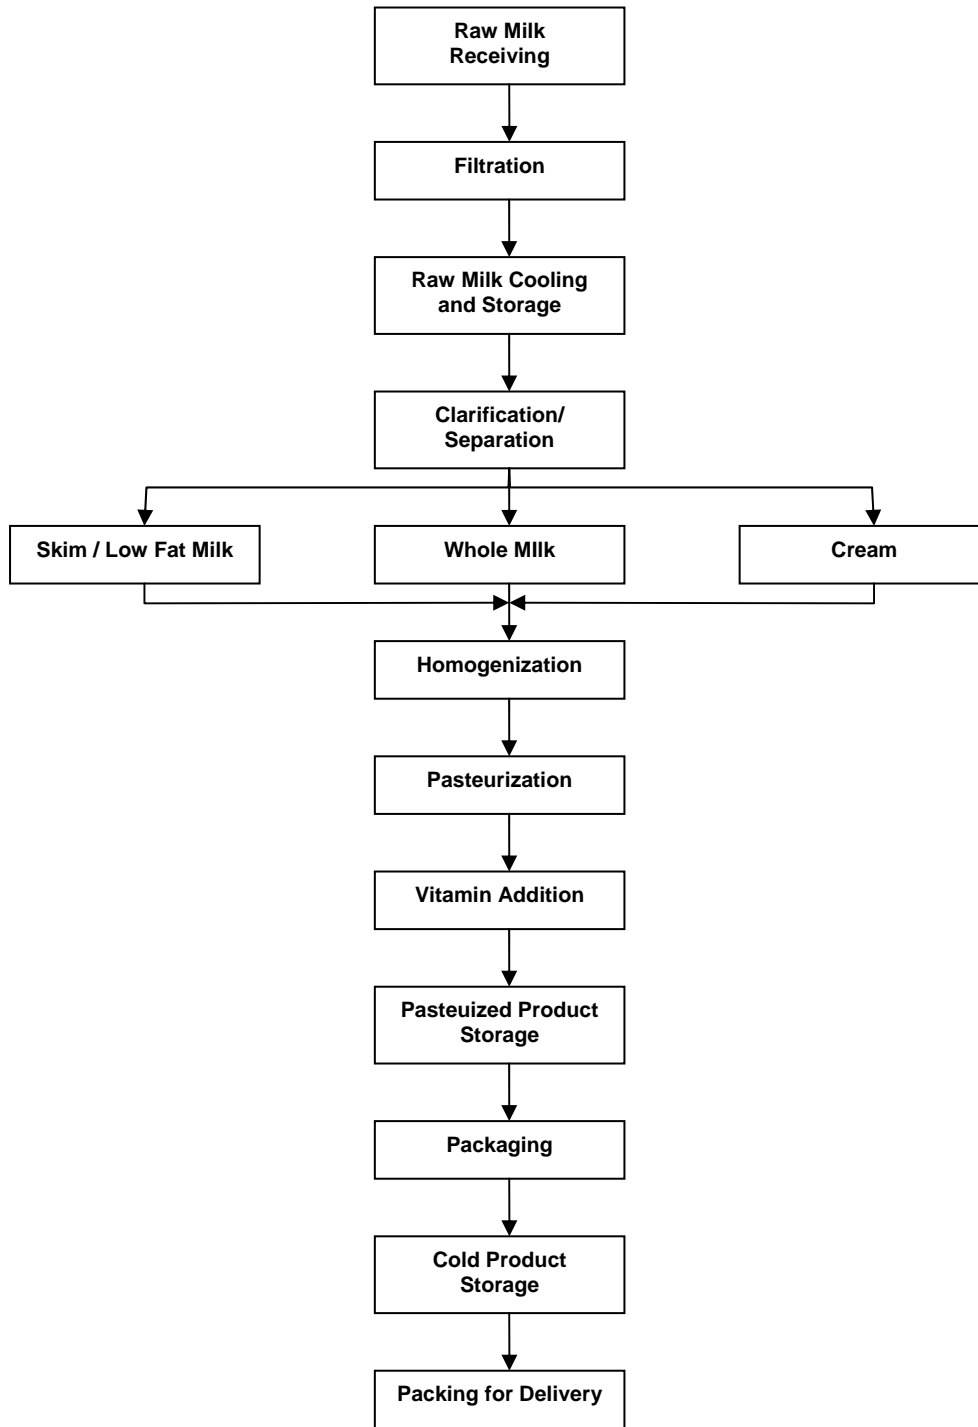 Raw Milk
Receiving
Filtration
Raw Milk Cooling
and Storage
Clarification/
Separation
Skim / Low Fat Milk
Whole MIlk
Cream
Homogenization
Pasteurization
Vitamin Addition
Pasteuized Product
Storage
Packaging
Cold Product
Storage
Packing for Delivery